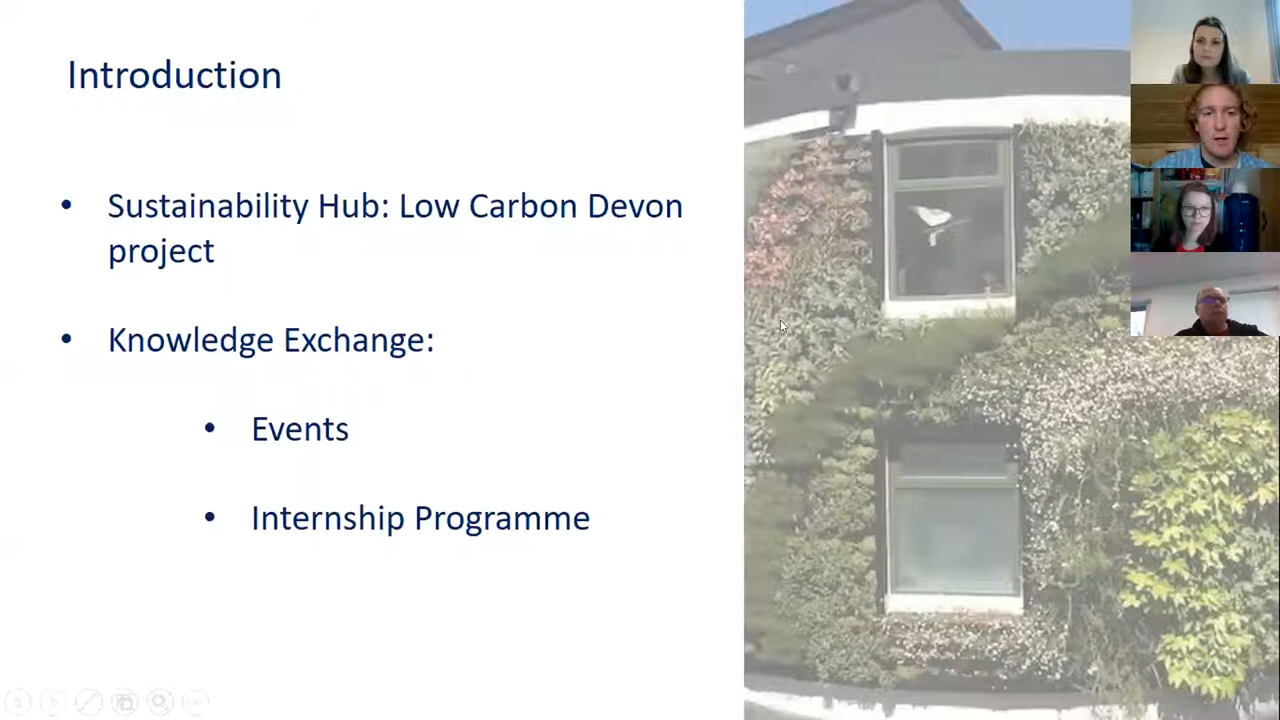 Introduction
• Sustainability Hub: Low Carbon Devon
project
• Knowledge Exchange:
• Events
• Internship Programme